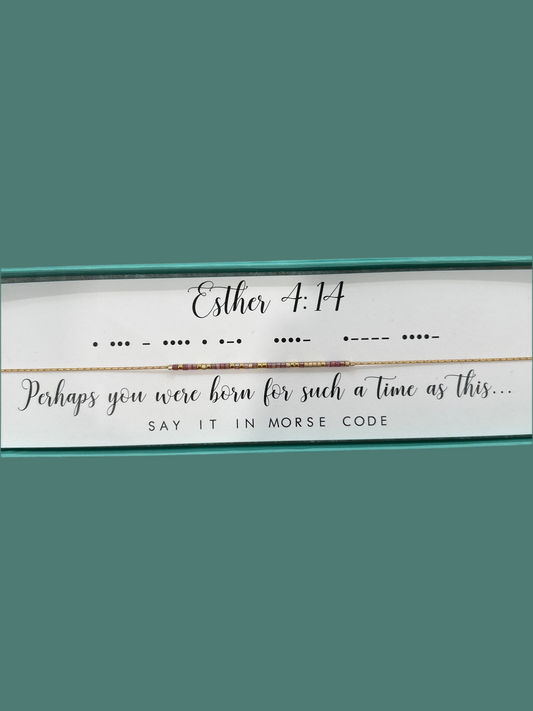 Esther 4:14
• ••• – •••• • •–• ••••– •–––– ••••–
Perhaps you were born for such a time as this...
SAY IT IN MORSE CODE